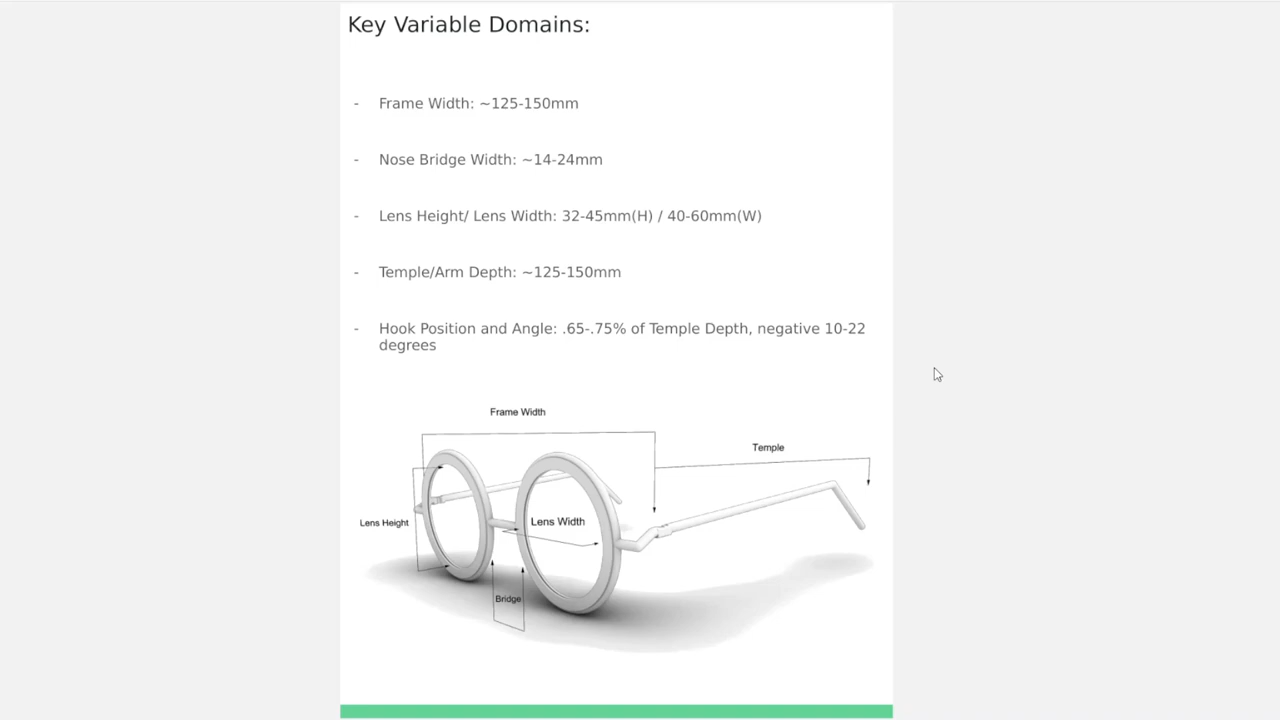 Key Variable Domains:
- Frame Width: ~125-150mm
- Nose Bridge Width: ~14-24mm
- Lens Height/ Lens Width: 32-45mm(H) / 40-60mm(W)
- Temple/Arm Depth: ~125-150mm
- Hook Position and Angle: .65-.75% of Temple Depth, negative 10-22
degrees
Frame Width
Temple
Lens Height
Lens Width
Bridge